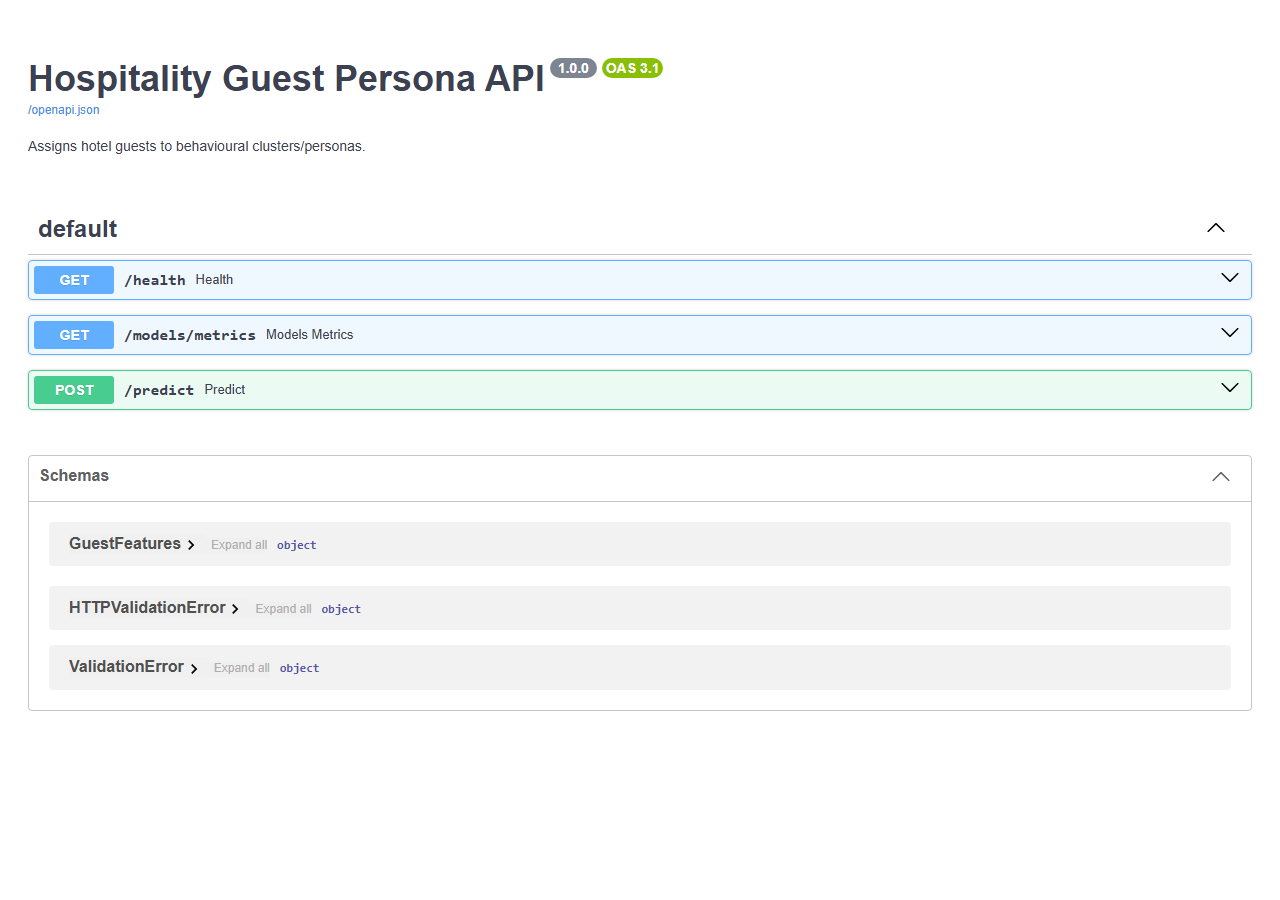 Hospitality Guest Persona API 1.0.0 OAS 3.1
/openapi.json
Assigns hotel guests to behavioural clusters/personas.
default
GET /health Health
GET /models/metrics Models Metrics
POST /predict Predict
Schemas
GuestFeatures Expand all object
HTTPValidationError Expand all object
ValidationError Expand all object